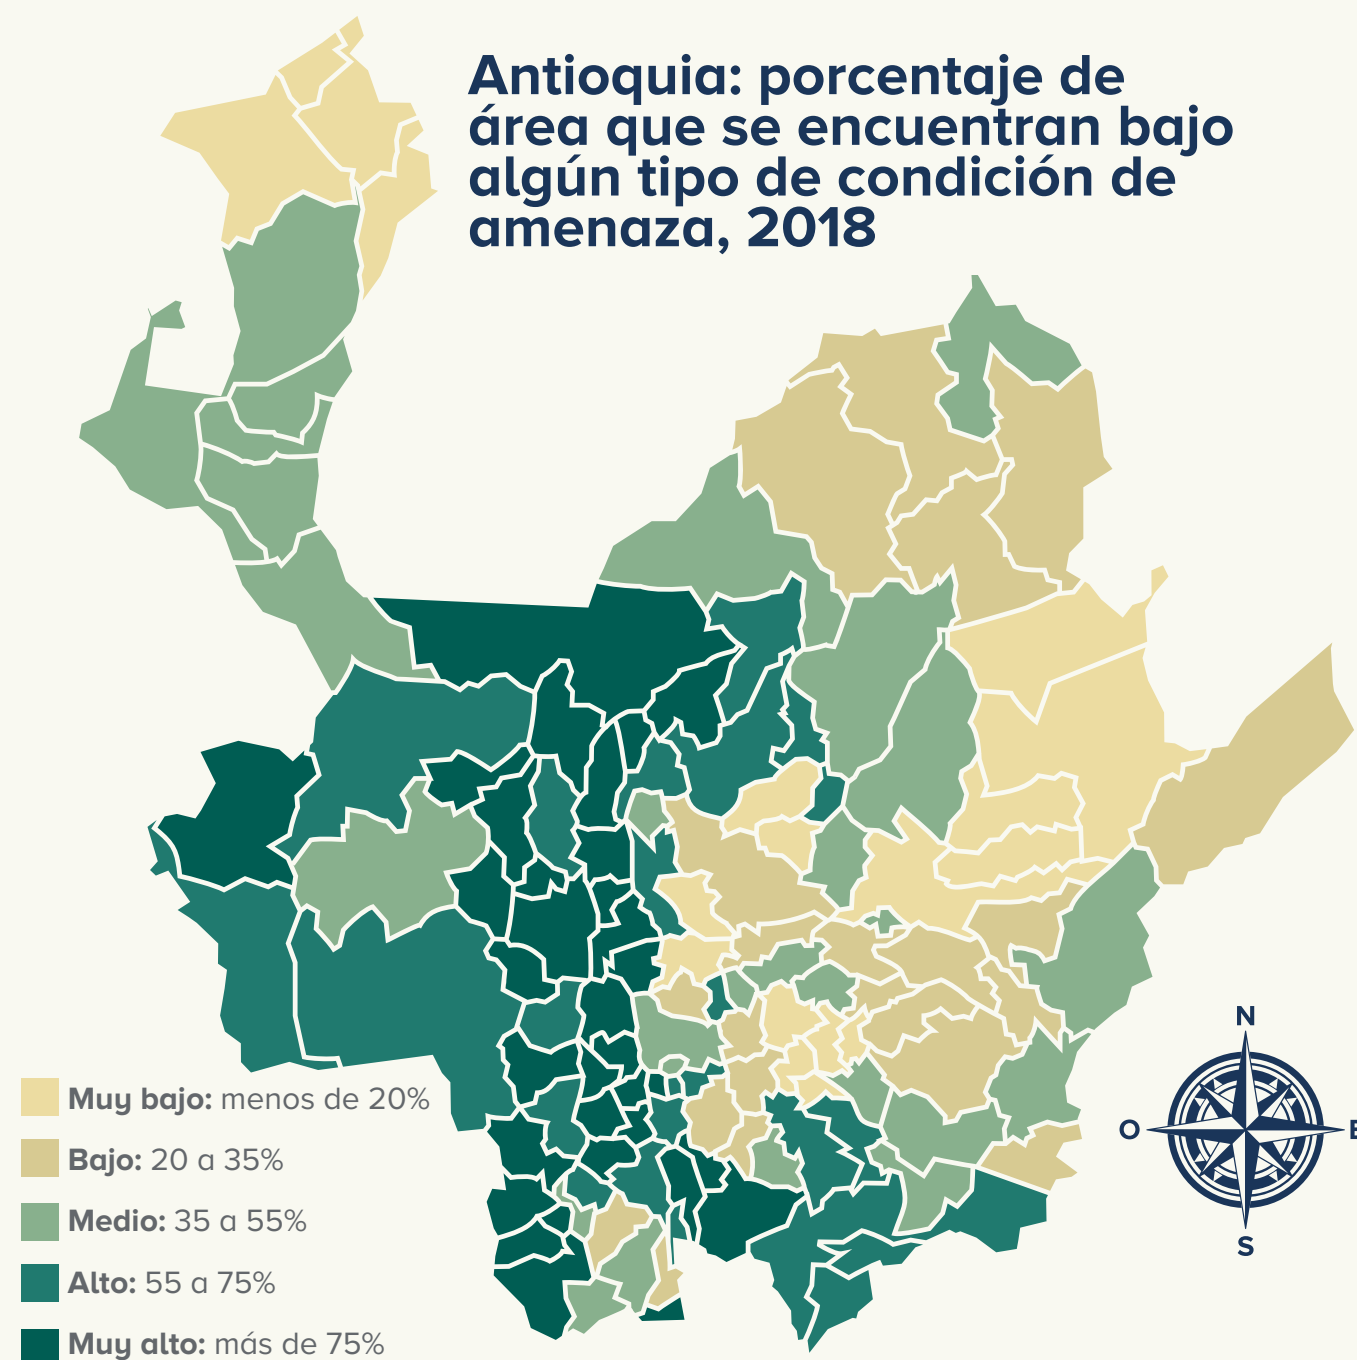 Antioquia: porcentaje de
área que se encuentran bajo
algún tipo de condición de
amenaza, 2018
N
O
E
S
Muy bajo: menos de 20%
Bajo: 20 a 35%
Medio: 35 a 55%
Alto: 55 a 75%
Muy alto: más de 75%